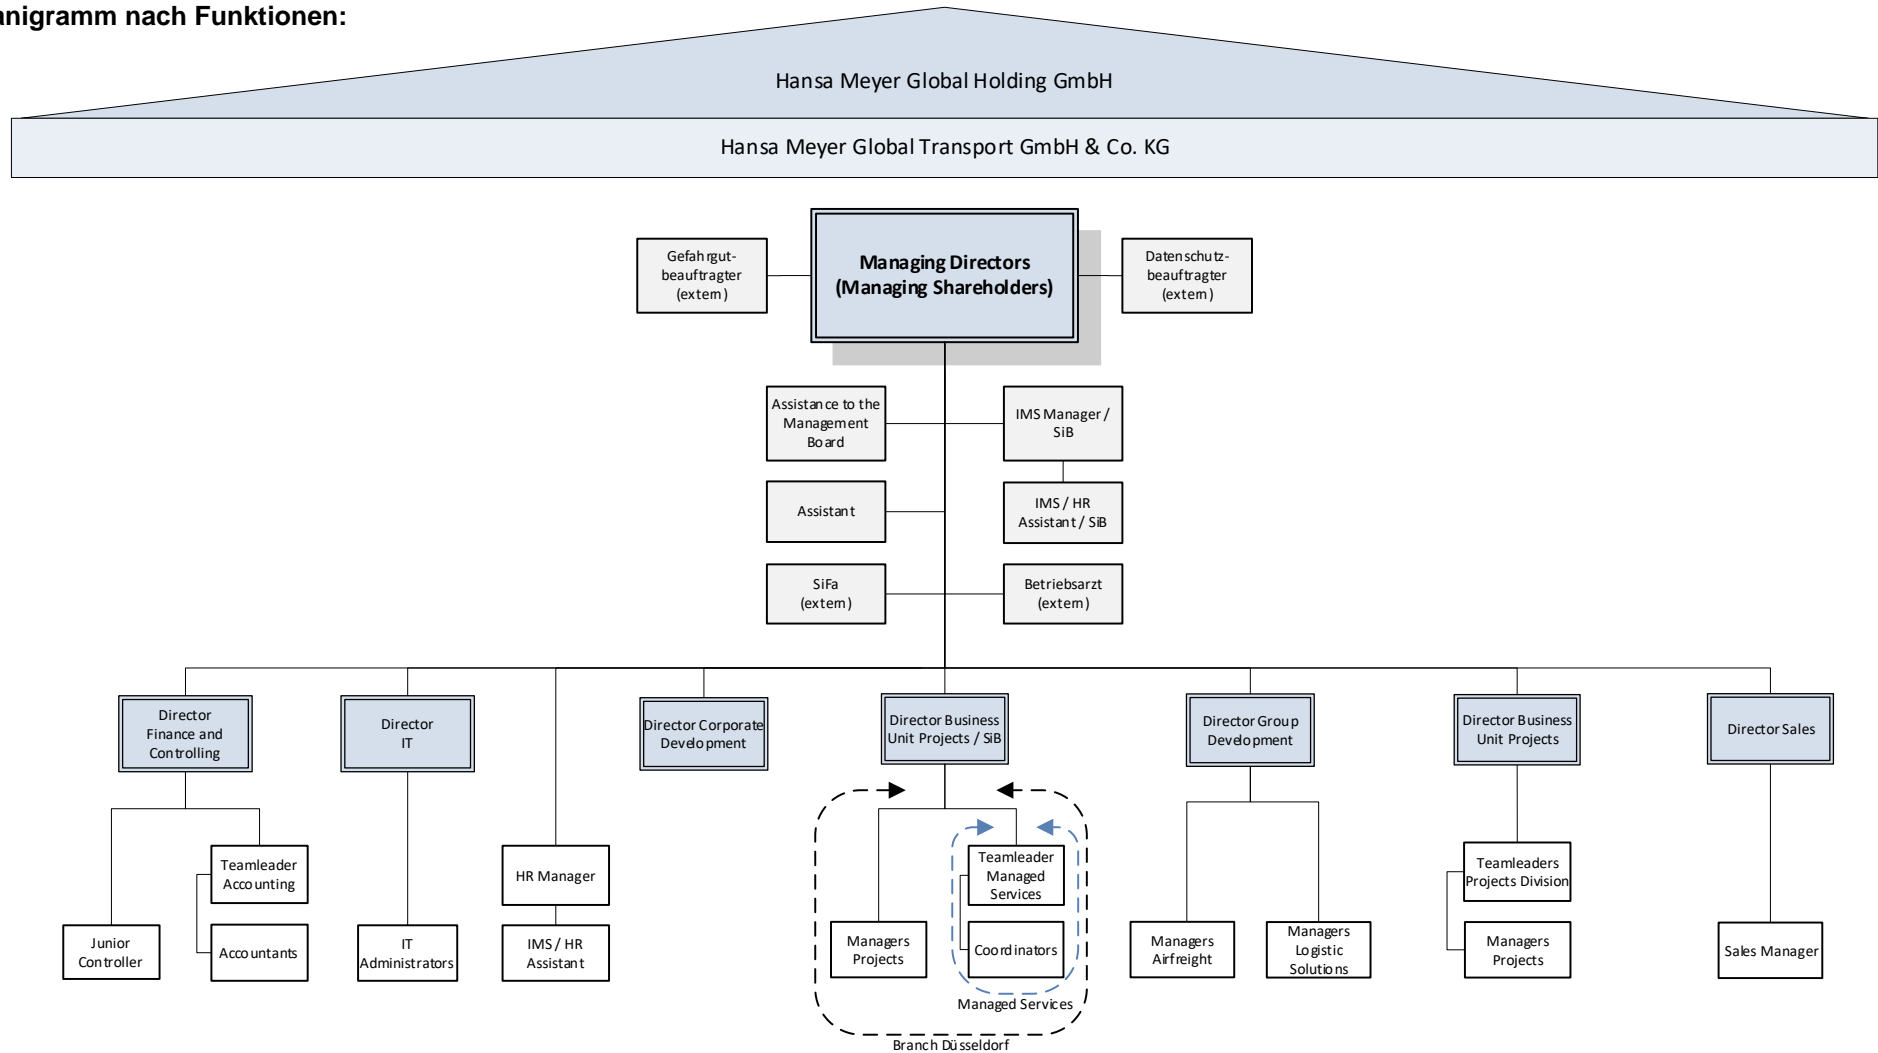 anigramm nach Funktionen:
Hansa Meyer Global Holding GmbH
Hansa Meyer Global Transport GmbH & Co. KG
Gefahrgut-
beauftragter
(extern)
Managing Directors
(Managing Shareholders)
Datenschutz-
beauftragter
(extern)
Assistance to the
Management
Board
IMS Manager /
SiB
Assistant
IMS / HR
Assistant / SiB
SiFa
(extern)
Betriebsarzt
(extern)
Director
Finance and
Controlling
Director
IT
Director Corporate
Development
Director Business
Unit Projects / SiB
Director Group
Development
Director Business
Unit Projects
Director Sales
Teamleader
Accounting
HR Manager
Teamleader
Managed
Services
Teamleaders
Projects Division
Junior
Controller
Accountants
IT
Administrators
IMS / HR
Assistant
Managers
Projects
Coordinators
Managers
Airfreight
Managers
Logistic
Solutions
Managers
Projects
Sales Manager
Managed Services
Branch Düsseldorf